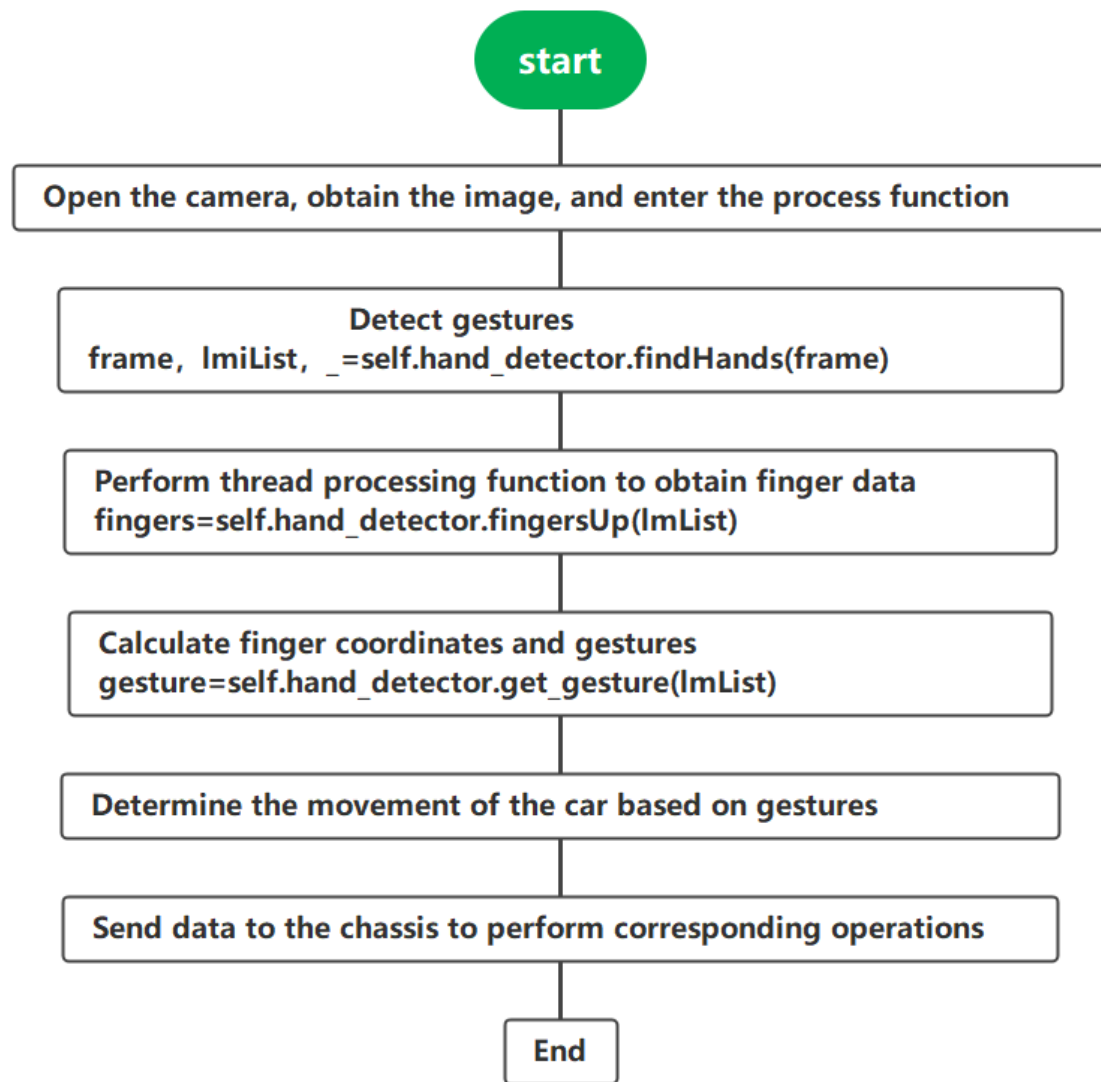 start
Open the camera, obtain the image, and enter the process function
Detect gestures
frame，lmiList，_=self.hand_detector.findHands(frame)
Perform thread processing function to obtain finger data
fingers=self.hand_detector.fingersUp(lmList)
Calculate finger coordinates and gestures
gesture=self.hand_detector.get_gesture(lmList)
Determine the movement of the car based on gestures
Send data to the chassis to perform corresponding operations
End